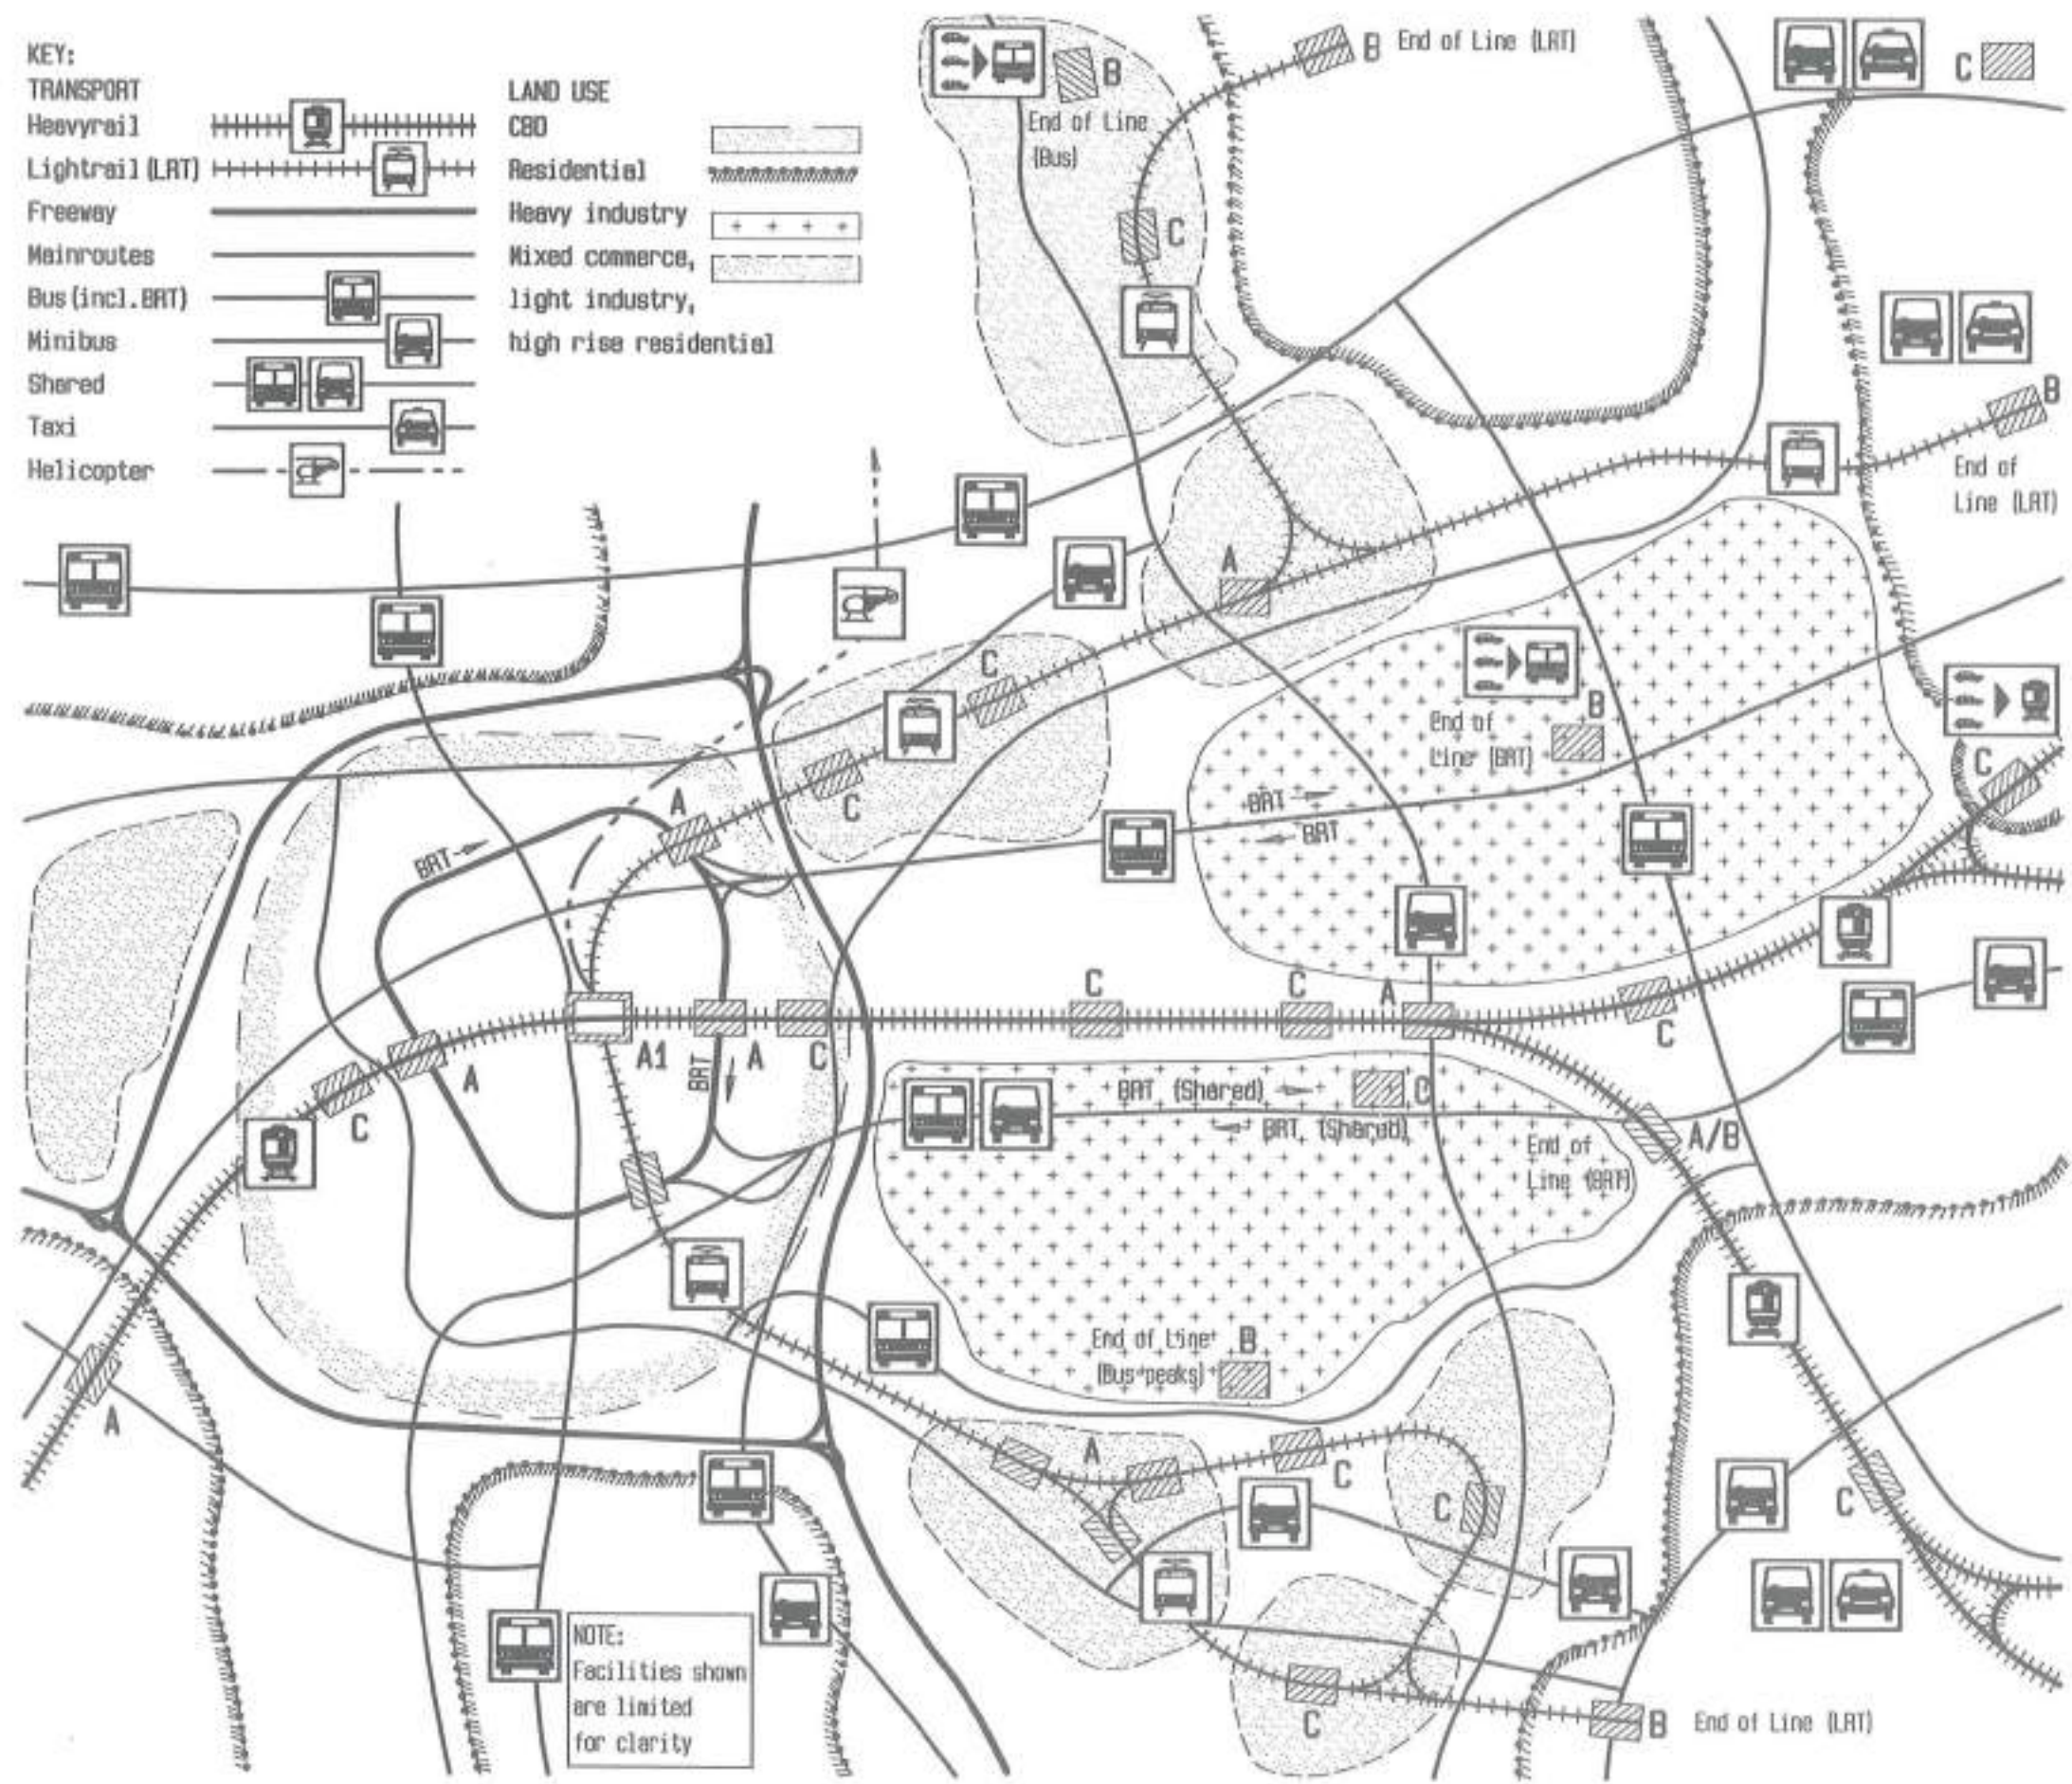 KEY:
TRANSPORT
Heavyrail
Lightrail (LRT)
Freeway
Mainroutes
Bus (incl. BRT)
Minibus
Shared
Taxi
Helicopter
LAND USE
CBD
Residential
Heavy industry
Mixed commerce,
light industry,
high rise residential
B
End of Line
(Bus)
B End of Line (LRT)
C
C
B
End of
Line (LRT)
A
C
C
A
B
End of
Line (BRT)
BRT
BRT
C
BRT
C
C
A
C
A1
A
C
BRT
A
C
BRT (Shared)
C
BRT (Shared)
A/B
End of
Line (BRT)
End of Line B
(Bus peaks)
A
A
C
C
C
C
B End of Line (LRT)
NOTE:
Facilities shown
are limited
for clarity